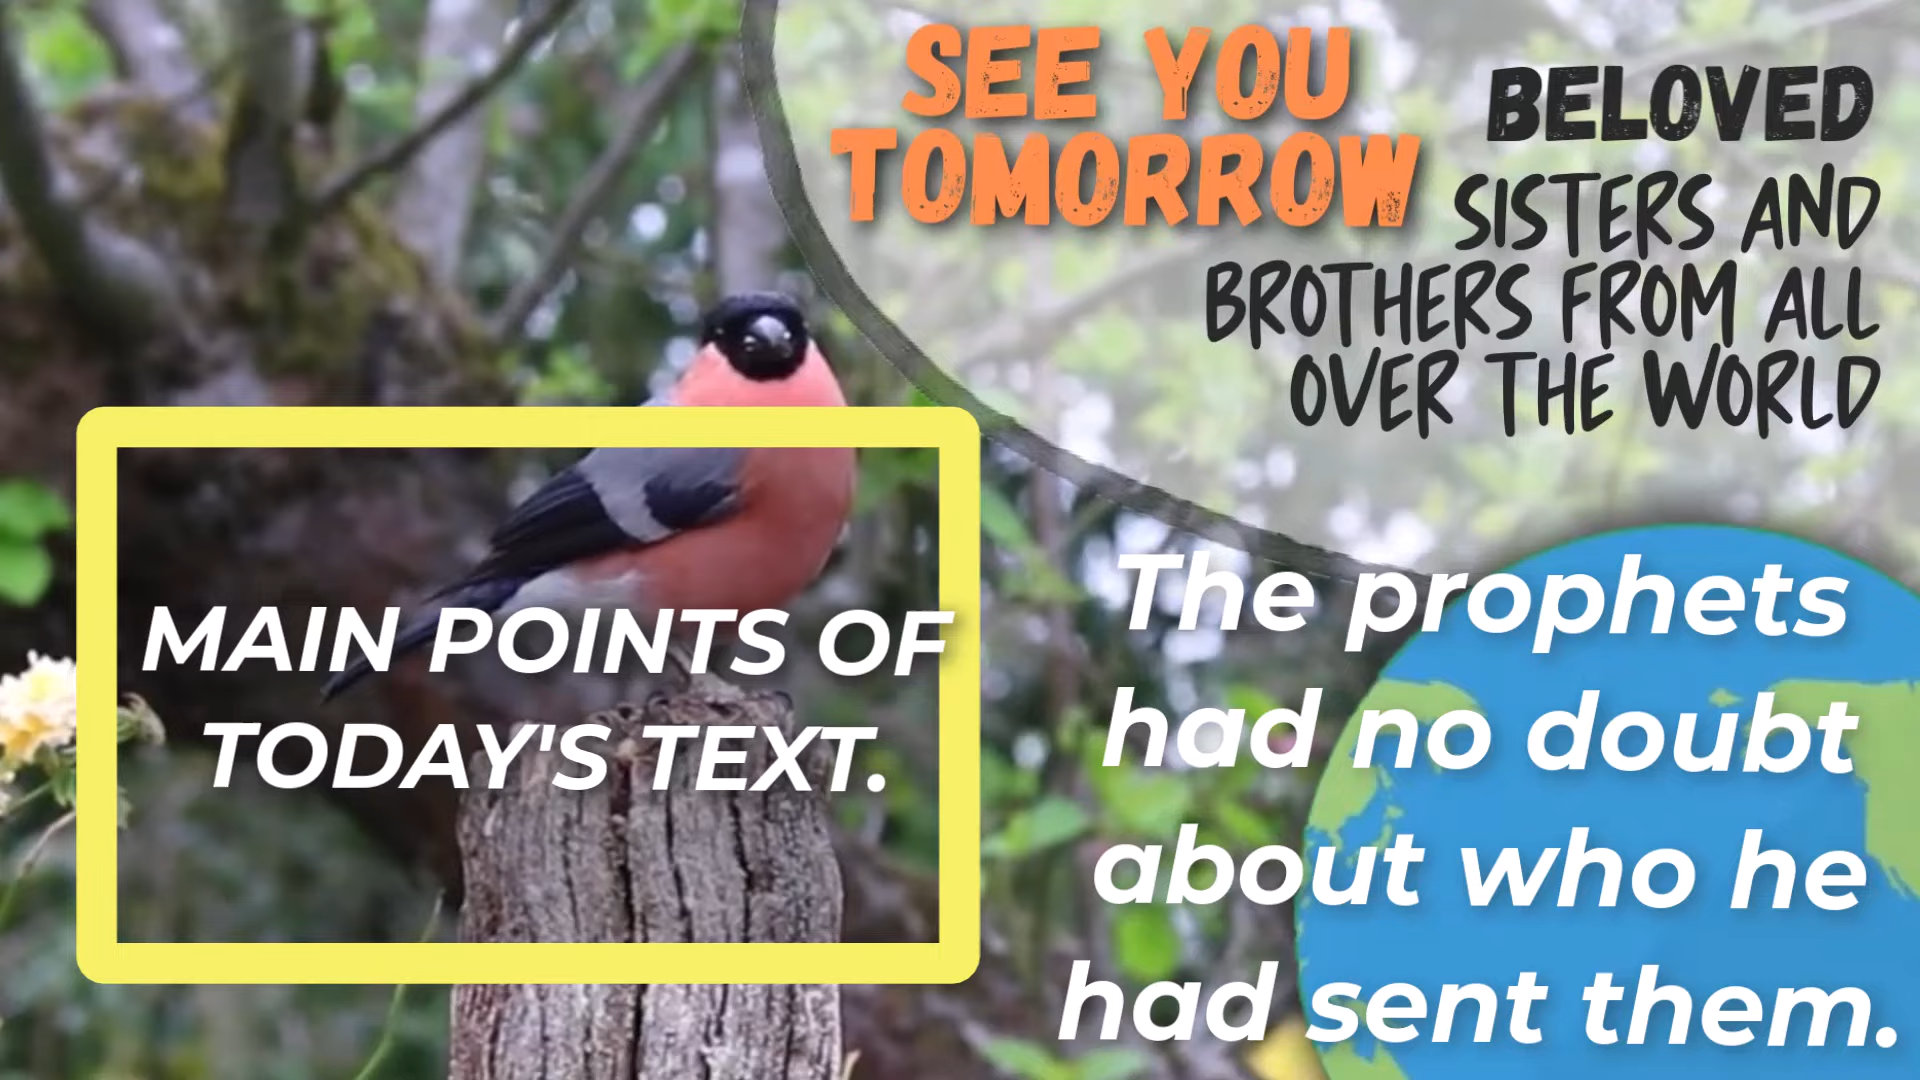 SEE YOU
TOMORROW
BELOVED
SISTERS AND
BROTHERS FROM ALL
OVER THE WORLD
MAIN POINTS OF
TODAY'S TEXT.
The prophets
had no doubt
about who he
had sent them.